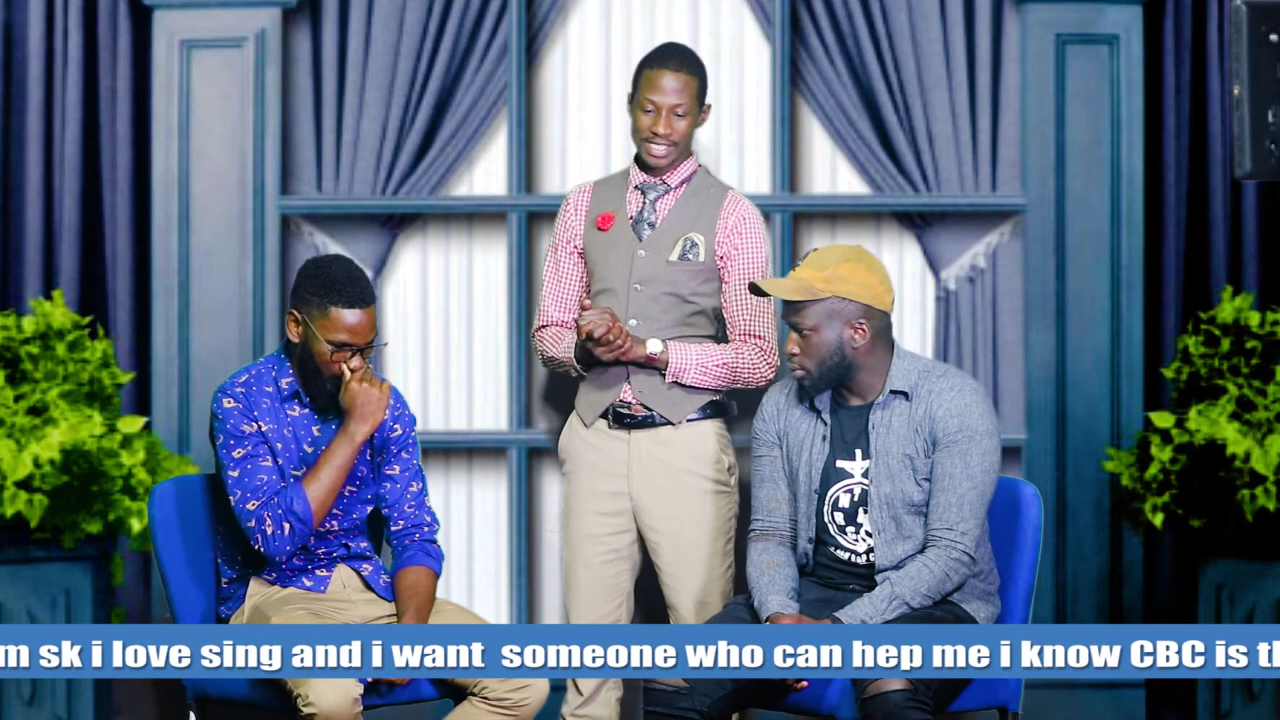 m sk i love sing and i want  someone who can hep me i know CBC is th